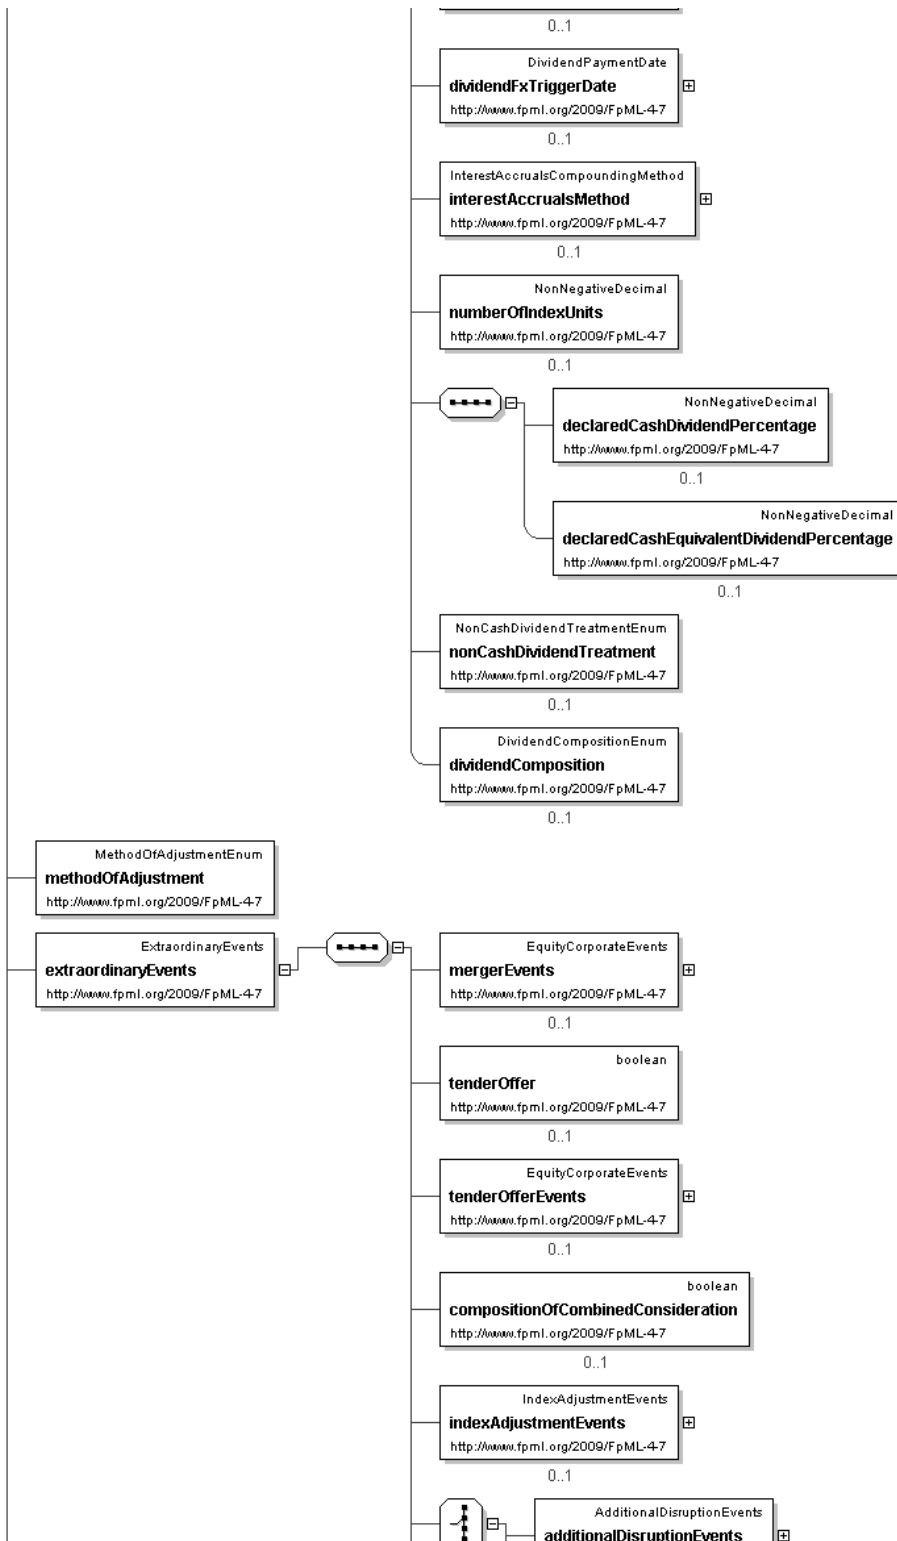 0..1
DividendPaymentDate
dividendFxTriggerDate
http://www.fpml.org/2009/FpML-4-7
0..1
InterestAccrualsCompoundingMethod
interestAccrualsMethod
http://www.fpml.org/2009/FpML-4-7
0..1
NonNegativeDecimal
numberOfIndexUnits
http://www.fpml.org/2009/FpML-4-7
0..1
NonNegativeDecimal
declaredCashDividendPercentage
http://www.fpml.org/2009/FpML-4-7
0..1
NonNegativeDecimal
declaredCashEquivalentDividendPercentage
http://www.fpml.org/2009/FpML-4-7
0..1
NonCashDividendTreatmentEnum
nonCashDividendTreatment
http://www.fpml.org/2009/FpML-4-7
0..1
DividendCompositionEnum
dividendComposition
http://www.fpml.org/2009/FpML-4-7
0..1
MethodOfAdjustmentEnum
methodOfAdjustment
http://www.fpml.org/2009/FpML-4-7
ExtraordinaryEvents
extraordinaryEvents
http://www.fpml.org/2009/FpML-4-7
EquityCorporateEvents
mergerEvents
http://www.fpml.org/2009/FpML-4-7
0..1
boolean
tenderOffer
http://www.fpml.org/2009/FpML-4-7
0..1
EquityCorporateEvents
tenderOfferEvents
http://www.fpml.org/2009/FpML-4-7
0..1
boolean
compositionOfCombinedConsideration
http://www.fpml.org/2009/FpML-4-7
0..1
IndexAdjustmentEvents
indexAdjustmentEvents
http://www.fpml.org/2009/FpML-4-7
0..1
AdditionalDisruptionEvents
additionalDisruptionEvents